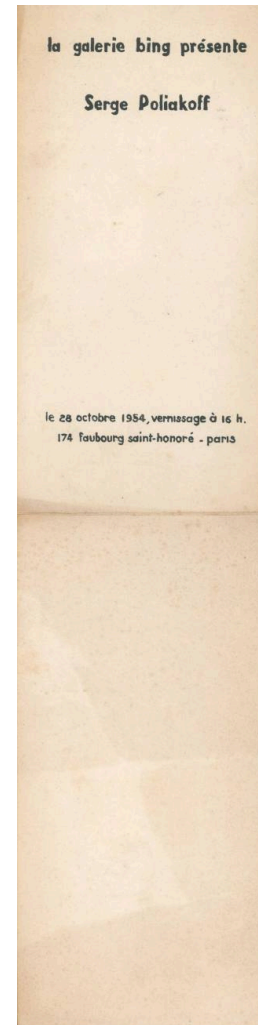 la galerie bing présente
Serge Poliakoff
le 28 octobre 1954, vernissage à 16 h.
174 faubourg saint-honoré - paris